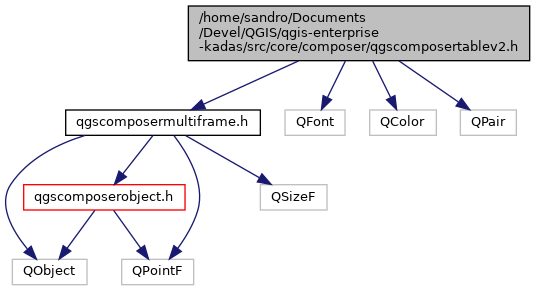 /home/sandro/Documents
/Devel/QGIS/qgis-enterprise
-kadas/src/core/composer/qgscomposertablev2.h
qgscomposermultiframe.h
QFont
QColor
QPair
qgscomposerobject.h
QSizeF
QObject
QPointF